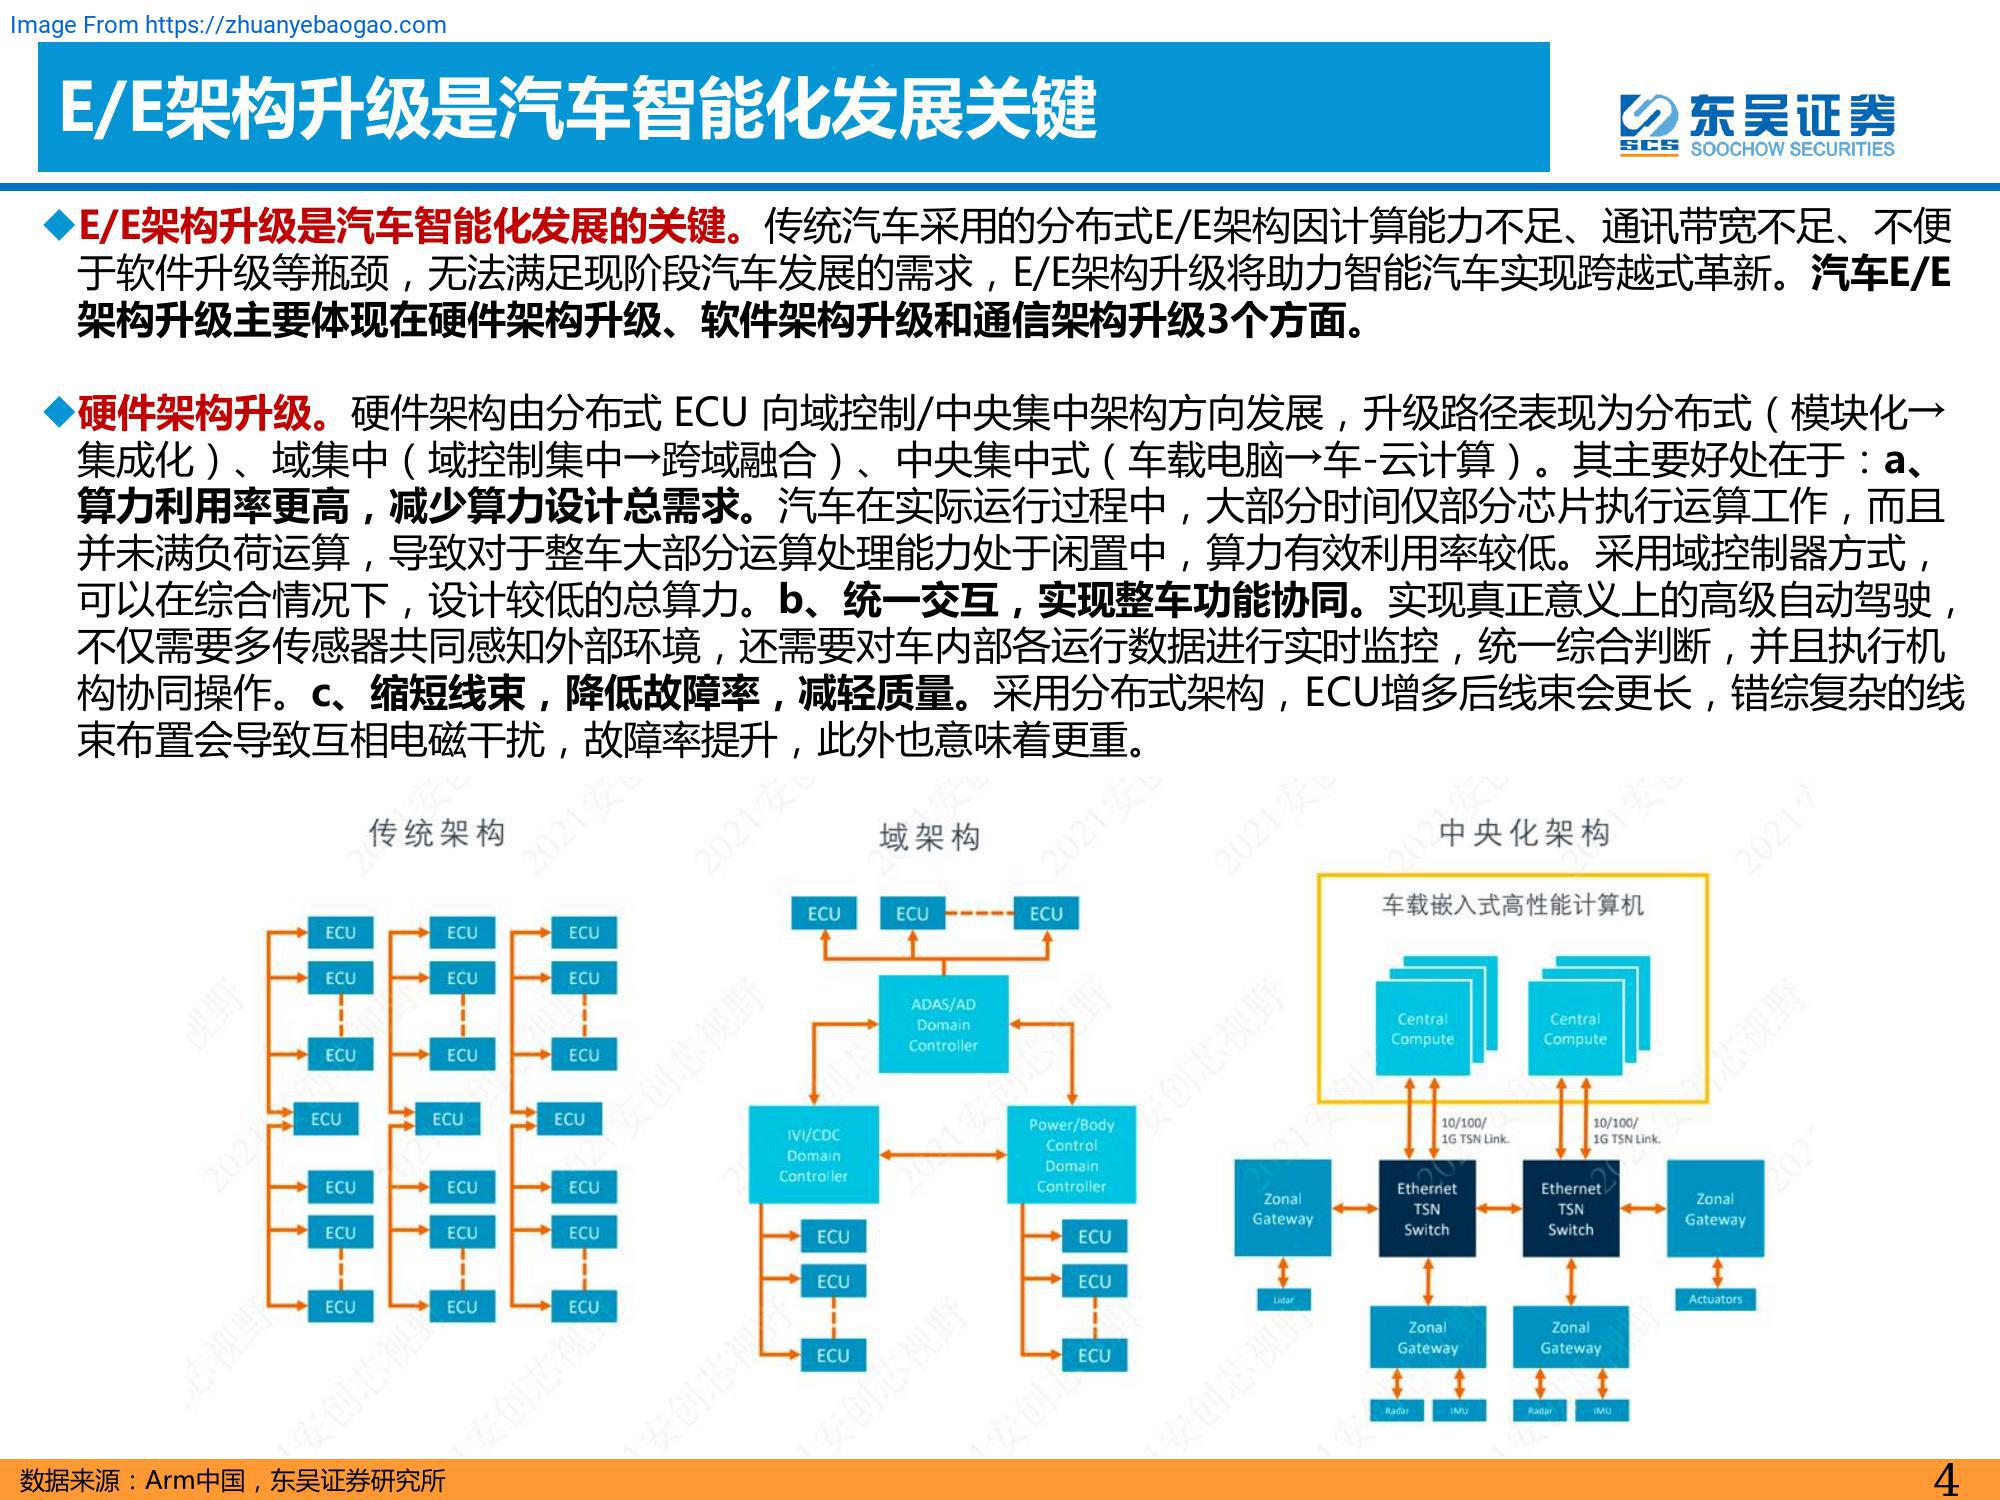 Image From https://zhuanyebaogao.com
E/E架构升级是汽车智能化发展关键
东吴证券
SCS SOOCHOW SECURITIES
◆E/E架构升级是汽车智能化发展的关键。传统汽车采用的分布式E/E架构因计算能力不足、通讯带宽不足、不便
于软件升级等瓶颈，无法满足现阶段汽车发展的需求，E/E架构升级将助力智能汽车实现跨越式革新。汽车E/E
架构升级主要体现在硬件架构升级、软件架构升级和通信架构升级3个方面。
◆硬件架构升级。硬件架构由分布式 ECU 向域控制/中央集中架构方向发展，升级路径表现为分布式（模块化→
集成化）、域集中（域控制集中→跨域融合）、中央集中式（车载电脑→车-云计算）。其主要好处在于：a、
算力利用率更高，减少算力设计总需求。汽车在实际运行过程中，大部分时间仅部分芯片执行运算工作，而且
并未满负荷运算，导致对于整车大部分运算处理能力处于闲置中，算力有效利用率较低。采用域控制器方式，
可以在综合情况下，设计较低的总算力。b、统一交互，实现整车功能协同。实现真正意义上的高级自动驾驶，
不仅需要多传感器共同感知外部环境，还需要对车内部各运行数据进行实时监控，统一综合判断，并且执行机
构协同操作。c、缩短线束，降低故障率，减轻质量。采用分布式架构，ECU增多后线束会更长，错综复杂的线
束布置会导致互相电磁干扰，故障率提升，此外也意味着更重。
传统架构
ECU ECU ECU
ECU ECU ECU
ECU ECU ECU
ECU ECU ECU
ECU ECU ECU
ECU ECU ECU
ECU ECU ECU
域架构
ECU ECU ECU
ADAS/AD
Domain
Controller
IVI/CDC
Domain
Controller
Power/Body
Control
Domain
Controller
ECU ECU
ECU ECU
ECU ECU
中央化架构
车载嵌入式高性能计算机
Central
Compute
Central
Compute
10/100/
1G TSN Link.
10/100/
1G TSN Link.
Zonal
Gateway
Ethernet
TSN
Switch
Ethernet
TSN
Switch
Zonal
Gateway
Lidar
Actuators
Zonal
Gateway
Zonal
Gateway
Radar IMU Radar IMU
2021安创芯视野
数据来源：Arm中国，东吴证券研究所
4